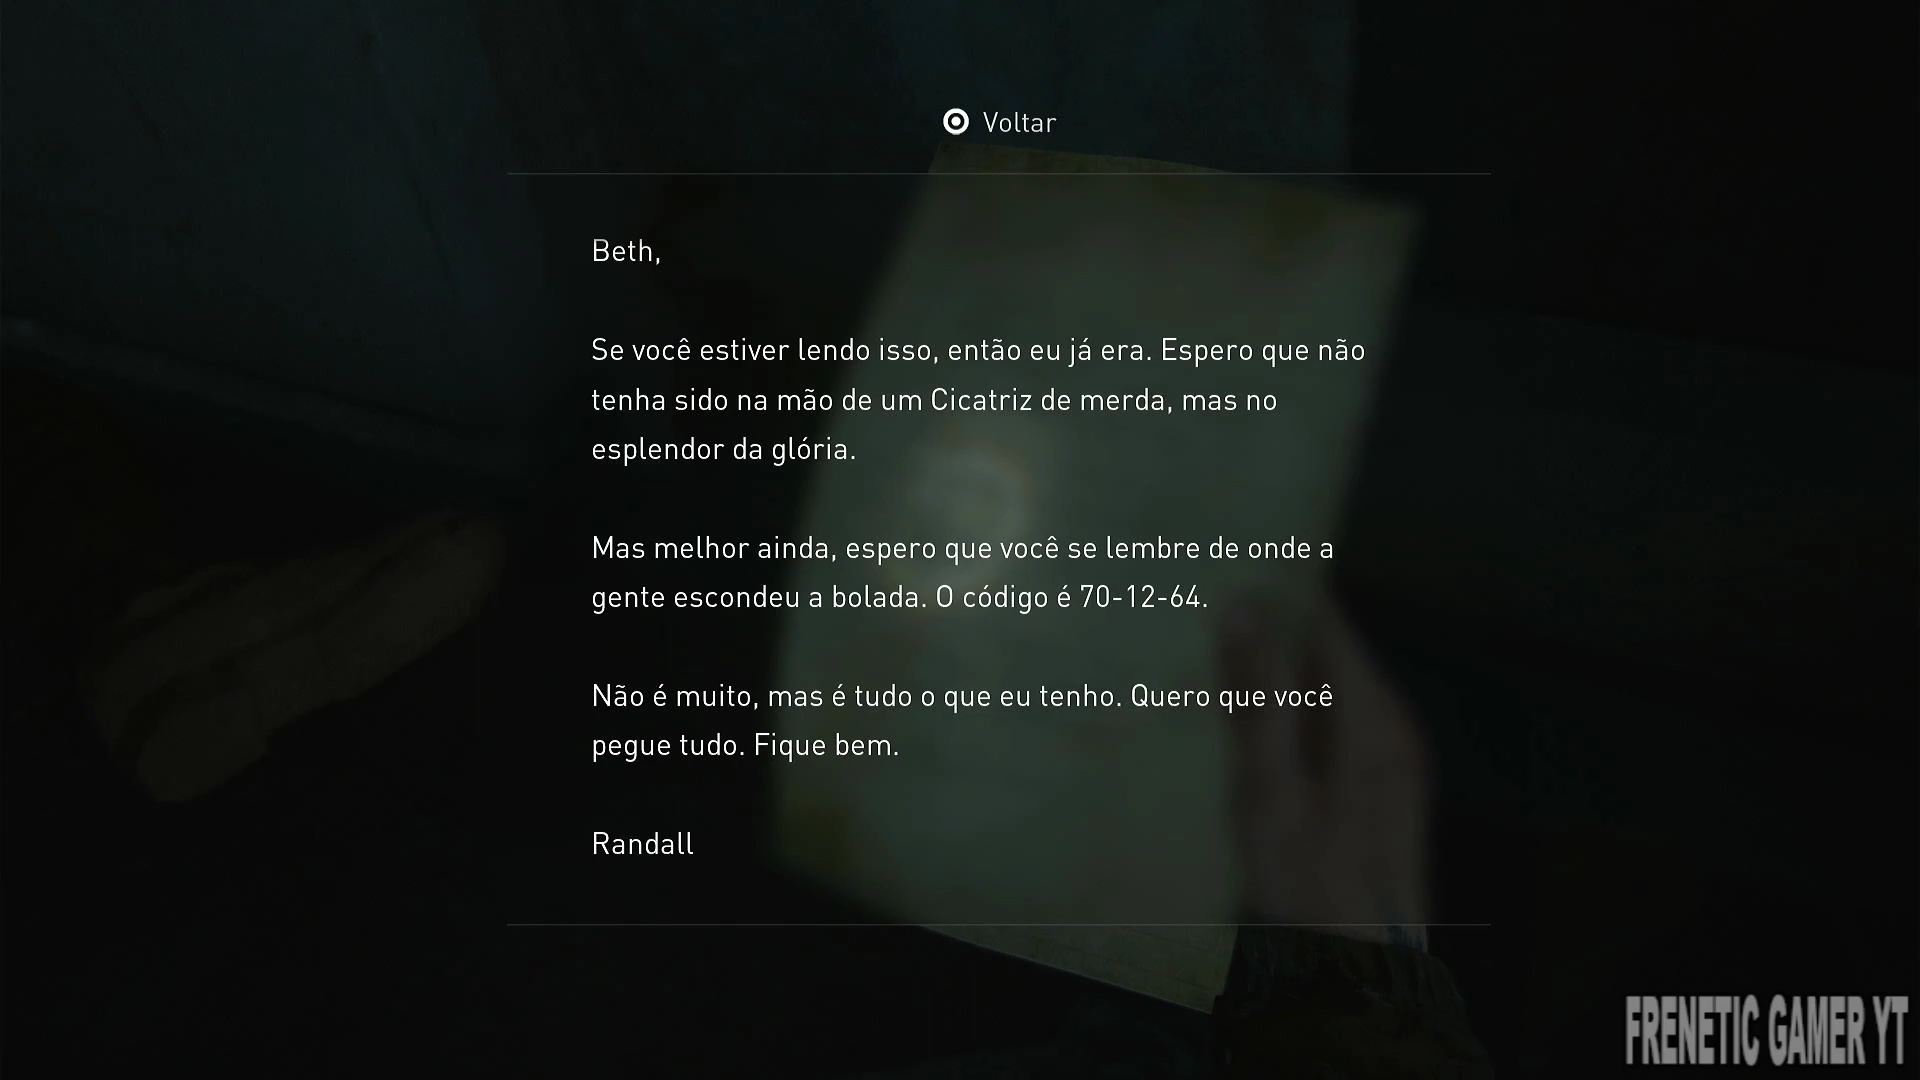 Voltar
Beth,
Se você estiver lendo isso, então eu já era. Espero que não
tenha sido na mão de um Cicatriz de merda, mas no
esplendor da glória.
Mas melhor ainda, espero que você se lembre de onde a
gente escondeu a bolada. O código é 70-12-64.
Não é muito, mas é tudo o que eu tenho. Quero que você
pegue tudo. Fique bem.
Randall
FRENETIC GAMER YT